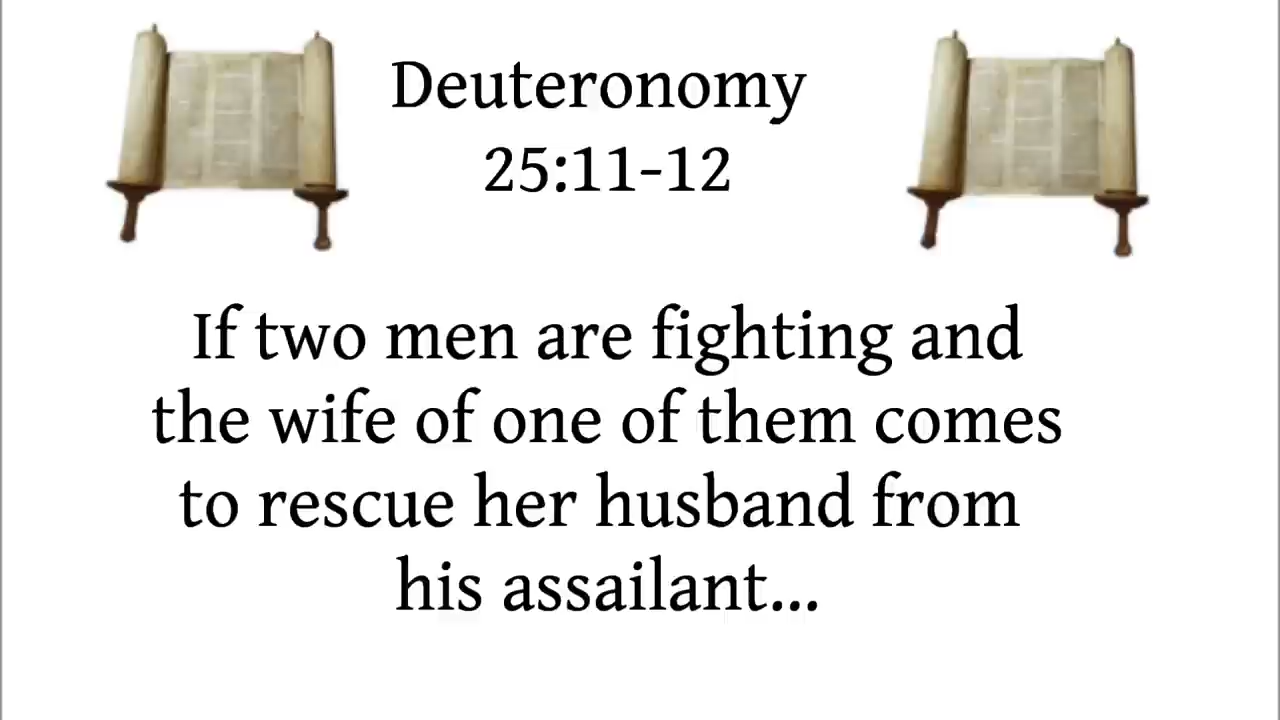 Deuteronomy
25:11-12
If two men are fighting and
the wife of one of them comes
to rescue her husband from
his assailant...